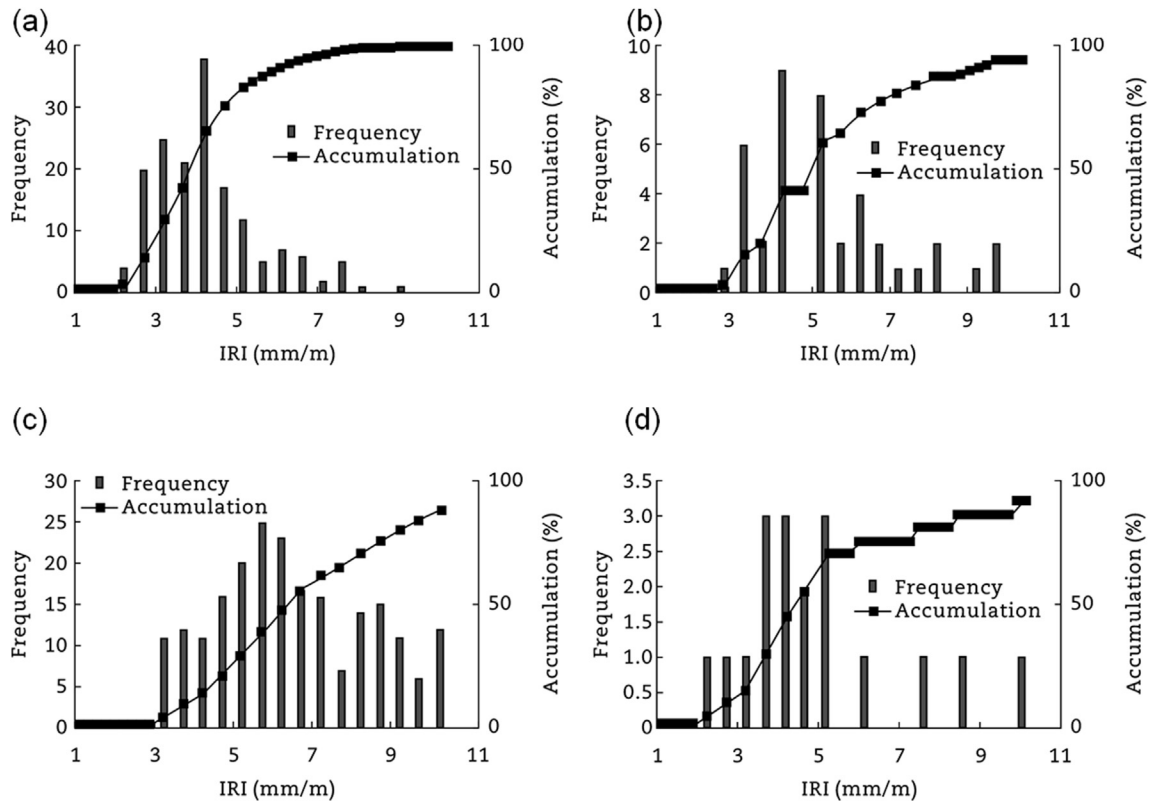 (a)
40
30
20
10
0
Frequency
100
50
0
Accumulation (%)
Frequency
Accumulation
1 3 5 7 9 11
IRI (mm/m)
(b)
10
8
6
4
2
0
Frequency
100
50
0
Accumulation (%)
Frequency
Accumulation
1 3 5 7 9 11
IRI (mm/m)
(c)
30
25
20
15
10
5
0
Frequency
100
50
0
Accumulation (%)
Frequency
Accumulation
1 3 5 7 9 11
IRI (mm/m)
(d)
3.5
3.0
2.5
2.0
1.5
1.0
0.5
0.0
Frequency
100
50
0
Accumulation (%)
Frequency
Accumulation
1 3 5 7 9 11
IRI (mm/m)